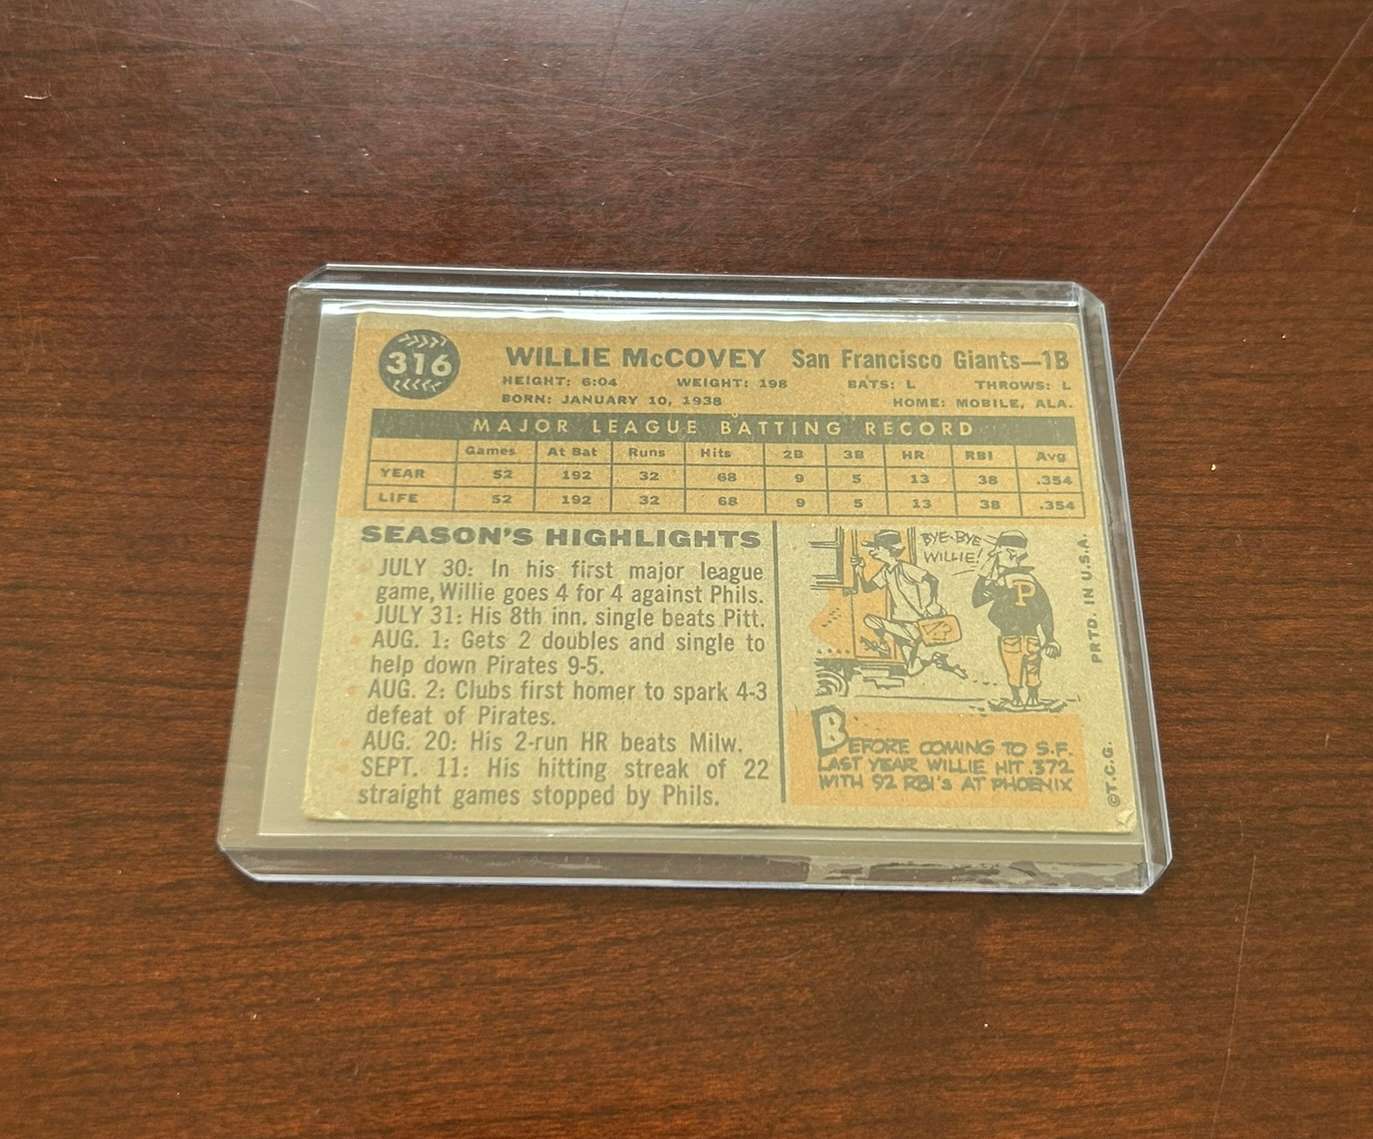 316
WILLIE McCOVEY San Francisco Giants—1B
HEIGHT: 6:04 WEIGHT: 198 BATS: L THROWS: L
BORN: JANUARY 10, 1938 HOME: MOBILE, ALA.
MAJOR LEAGUE BATTING RECORD
Games At Bat Runs Hits 2B 3B HR RBI Avg
YEAR 52 192 32 68 9 5 13 38 .354
LIFE 52 192 32 68 9 5 13 38 .354
SEASON'S HIGHLIGHTS
JULY 30: In his first major league
game, Willie goes 4 for 4 against Phils.
JULY 31: His 8th inn. single beats Pitt.
AUG. 1: Gets 2 doubles and single to
help down Pirates 9-5.
AUG. 2: Clubs first homer to spark 4-3
defeat of Pirates.
AUG. 20: His 2-run HR beats Milw.
SEPT. 11: His hitting streak of 22
straight games stopped by Phils.
BYE-BYE
WILLIE!
P
BEFORE COMING TO S.F.
LAST YEAR WILLIE HIT .372
WITH 92 RBI's AT PHOENIX
©T.C.G. PRTD. IN U.S.A.